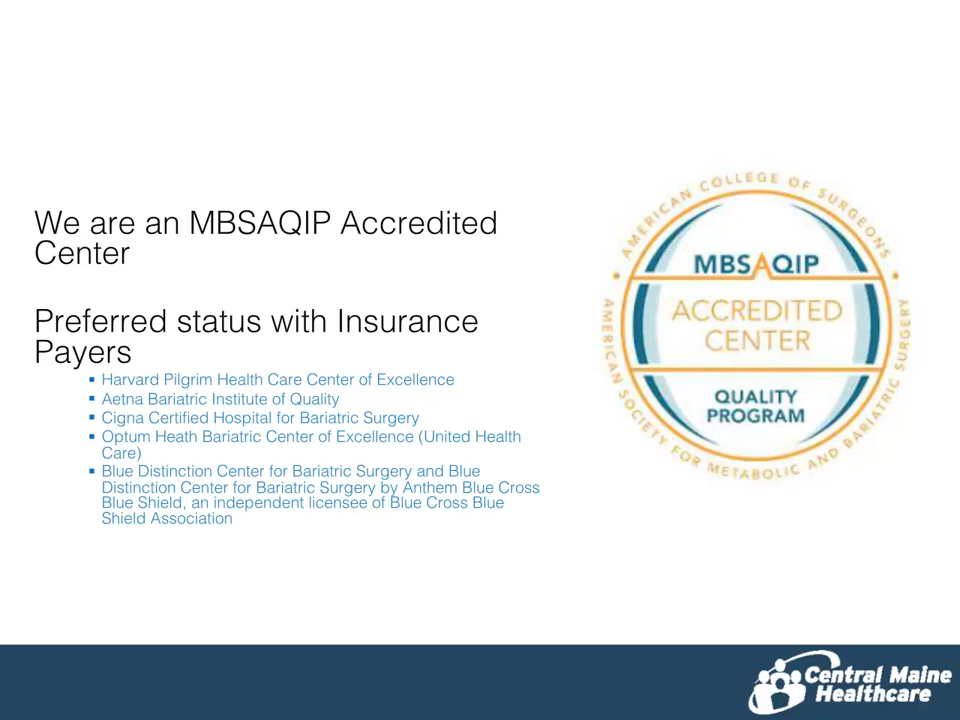 We are an MBSAQIP Accredited
Center
Preferred status with Insurance
Payers
▪ Harvard Pilgrim Health Care Center of Excellence
▪ Aetna Bariatric Institute of Quality
▪ Cigna Certified Hospital for Bariatric Surgery
▪ Optum Heath Bariatric Center of Excellence (United Health
Care)
▪ Blue Distinction Center for Bariatric Surgery and Blue
Distinction Center for Bariatric Surgery by Anthem Blue Cross
Blue Shield, an independent licensee of Blue Cross Blue
Shield Association
AMERICAN COLLEGE OF SURGEONS
MBSAQIP
ACCREDITED
CENTER
QUALITY
PROGRAM
AMERICAN SOCIETY FOR METABOLIC AND BARIATRIC SURGERY
Central Maine
Healthcare